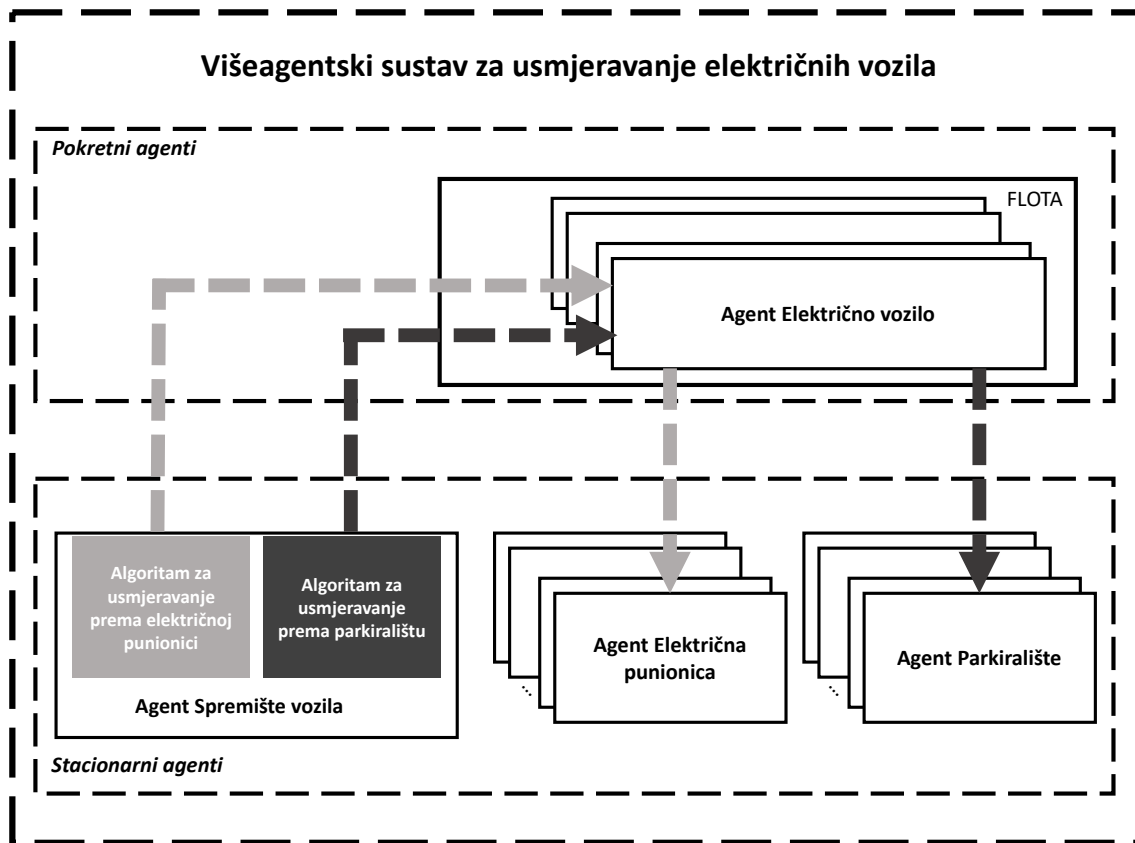 Višeagentski sustav za usmjeravanje električnih vozila
Pokretni agenti
FLOTA
Agent Električno vozilo
Algoritam za
usmjeravanje
prema električnoj
punionici
Algoritam za
usmjeravanje
prema parkiralištu
Agent Spremište vozila
Agent Električna
punionica
...
Agent Parkiralište
...
Stacionarni agenti